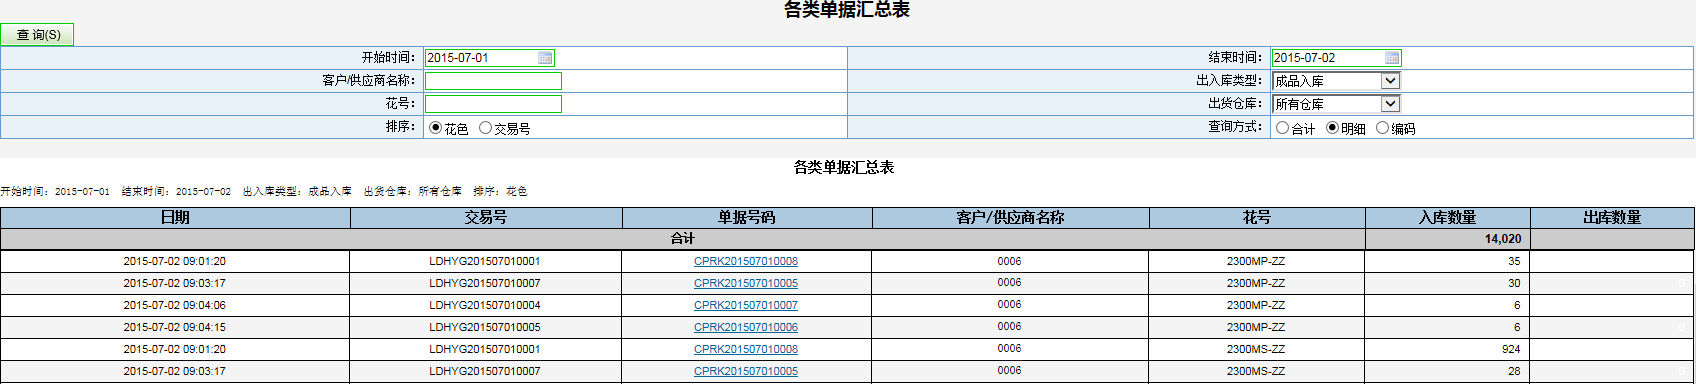 各类单据汇总表
查 询(S)
开始时间： 2015-07-01 结束时间： 2015-07-02
客户/供应商名称： 出入库类型： 成品入库
花号： 出货仓库： 所有仓库
排序： 花色 交易号 查询方式： 合计 明细 编码
各类单据汇总表
开始时间：2015-07-01 结束时间：2015-07-02 出入库类型：成品入库 出货仓库：所有仓库 排序：花色
日期 交易号 单据号码 客户/供应商名称 花号 入库数量 出库数量
合计 14,020
2015-07-02 09:01:20 LDHYG201507010001 CPRK201507010008 0006 2300MP-ZZ 35
2015-07-02 09:03:17 LDHYG201507010007 CPRK201507010005 0006 2300MP-ZZ 30
2015-07-02 09:04:06 LDHYG201507010004 CPRK201507010007 0006 2300MP-ZZ 6
2015-07-02 09:04:15 LDHYG201507010005 CPRK201507010006 0006 2300MP-ZZ 6
2015-07-02 09:01:20 LDHYG201507010001 CPRK201507010008 0006 2300MS-ZZ 924
2015-07-02 09:03:17 LDHYG201507010007 CPRK201507010005 0006 2300MS-ZZ 28